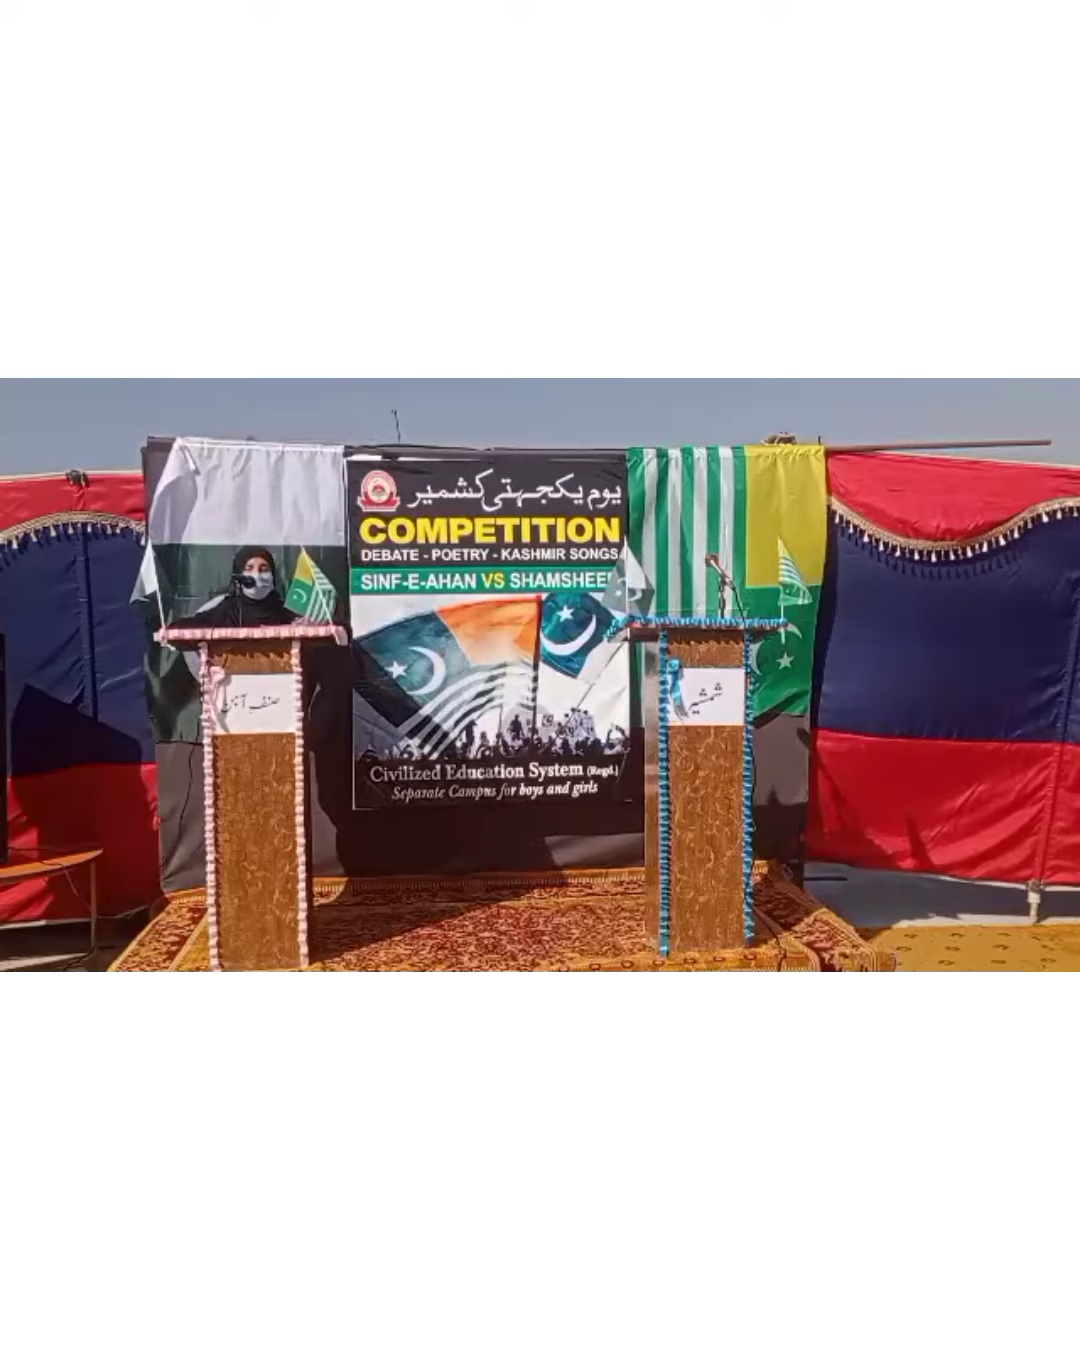 یوم یکجہتی کشمیر
COMPETITION
DEBATE - POETRY - KASHMIR SONGS
SINF-E-AHAN VS SHAMSHEE
Civilized Education System (Regd.)
Separate Campus for boys and girls
صنفِ آہن
شمشیر